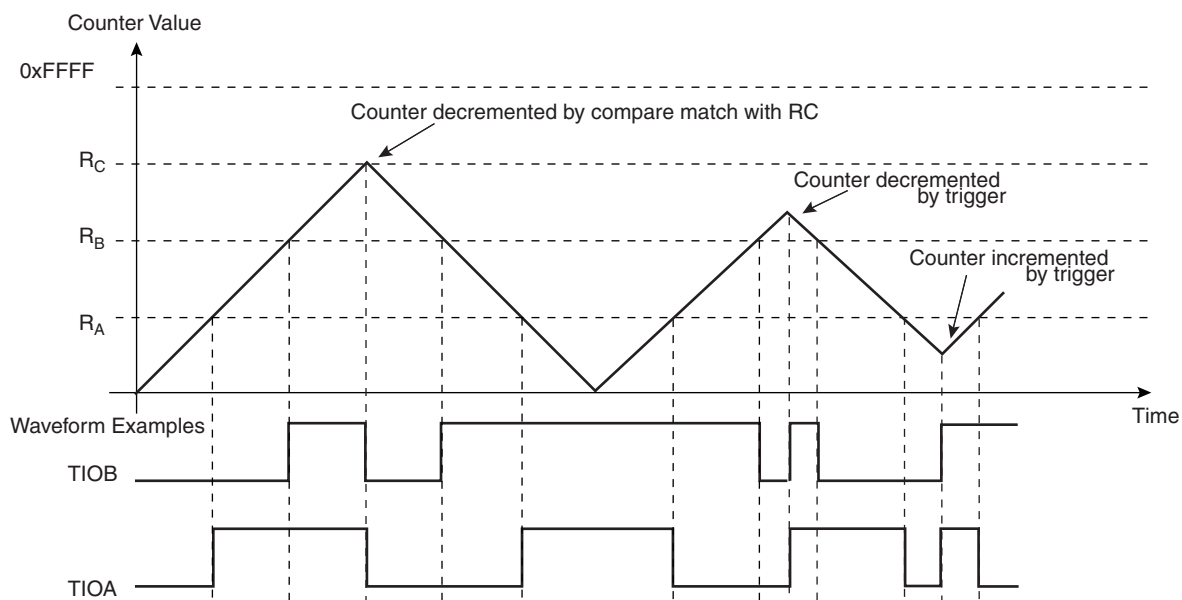 Counter Value
0xFFFF
Counter decremented by compare match with RC
RC
Counter decremented
by trigger
RB
Counter incremented
by trigger
RA
Time
Waveform Examples
TIOB
TIOA